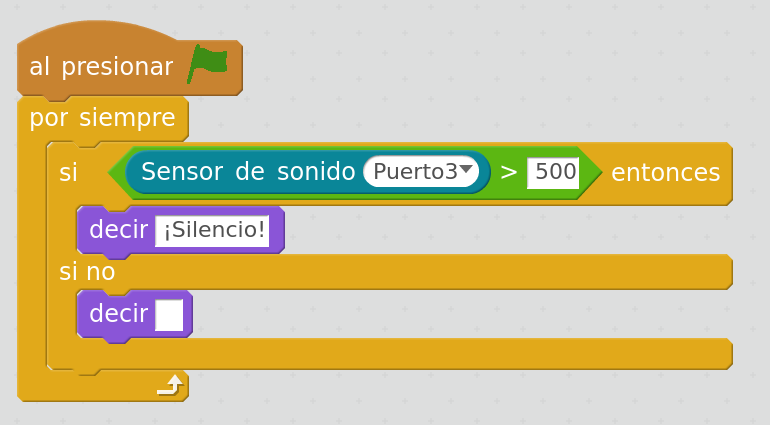 al presionar
por siempre
si Sensor de sonido Puerto3 > 500 entonces
decir ¡Silencio!
si no
decir